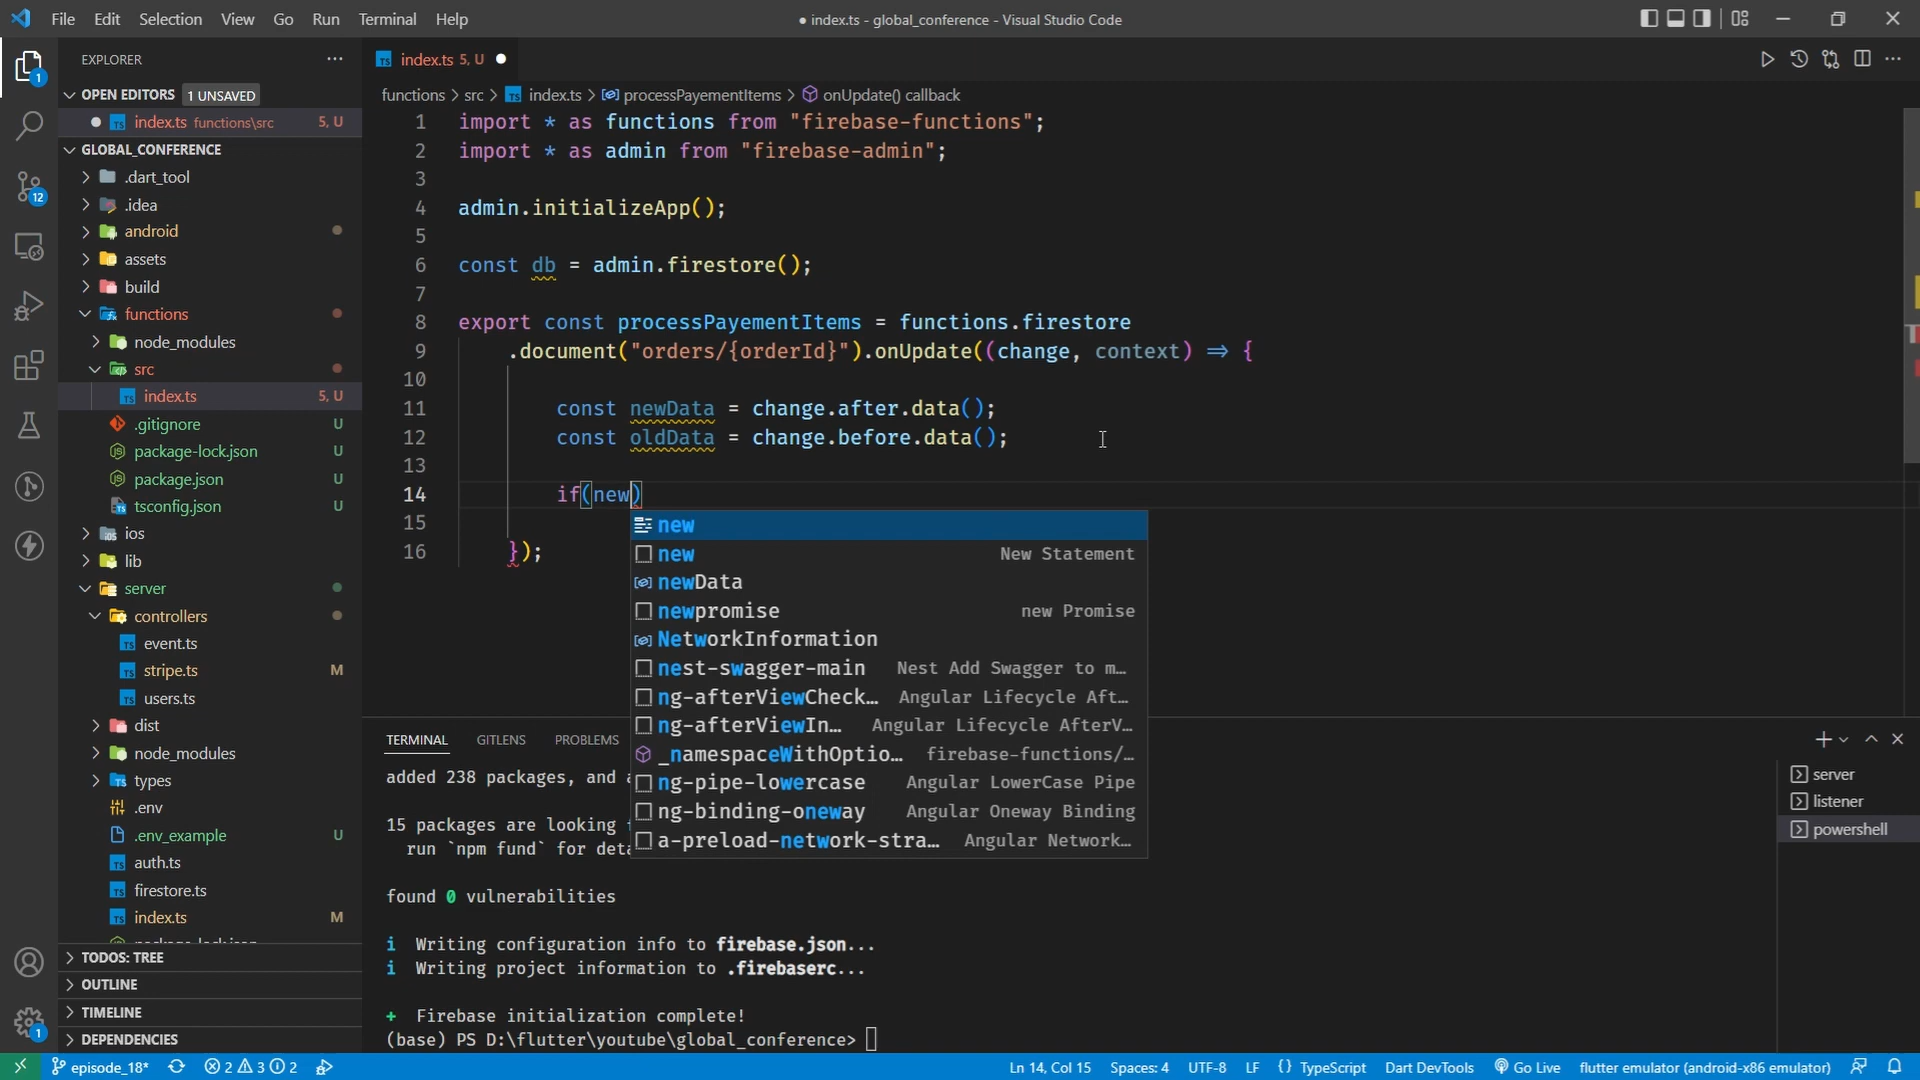 File Edit Selection View Go Run Terminal Help
● index.ts - global_conference - Visual Studio Code
EXPLORER
OPEN EDITORS 1 UNSAVED
index.ts functions\src 5, U
GLOBAL_CONFERENCE
.dart_tool
.idea
android
assets
build
functions
node_modules
src
index.ts 5, U
.gitignore U
package-lock.json U
package.json U
tsconfig.json U
ios
lib
server
controllers
event.ts
stripe.ts M
users.ts
dist
node_modules
types
.env
.env_example U
auth.ts
firestore.ts
index.ts M
package-lock.json
TODOS: TREE
OUTLINE
TIMELINE
DEPENDENCIES
1
12
1
index.ts 5, U
functions > src > index.ts > processPayementItems > onUpdate() callback
1 import * as functions from "firebase-functions";
2 import * as admin from "firebase-admin";
3
4 admin.initializeApp();
5
6 const db = admin.firestore();
7
8 export const processPayementItems = functions.firestore
9 .document("orders/{orderId}").onUpdate((change, context) ⇒ {
10
11 const newData = change.after.data();
12 const oldData = change.before.data();
13
14 if(new)
15
16 });
new
new New Statement
newData
newpromise new Promise
NetworkInformation
nest-swagger-main Nest Add Swagger to m…
ng-afterViewCheck… Angular Lifecycle Aft…
ng-afterViewIn… Angular Lifecycle AfterV…
_namespaceWithOptio… firebase-functions/…
ng-pipe-lowercase Angular LowerCase Pipe
ng-binding-oneway Angular Oneway Binding
a-preload-network-stra… Angular Network…
TERMINAL GITLENS PROBLEMS
added 238 packages, and a
15 packages are looking
run `npm fund` for deta
found 0 vulnerabilities
i Writing configuration info to firebase.json...
i Writing project information to .firebaserc...
+ Firebase initialization complete!
(base) PS D:\flutter\youtube\global_conference>
server
listener
powershell
episode_18* 2 3 2
Ln 14, Col 15 Spaces: 4 UTF-8 LF {} TypeScript Dart DevTools Go Live flutter emulator (android-x86 emulator)